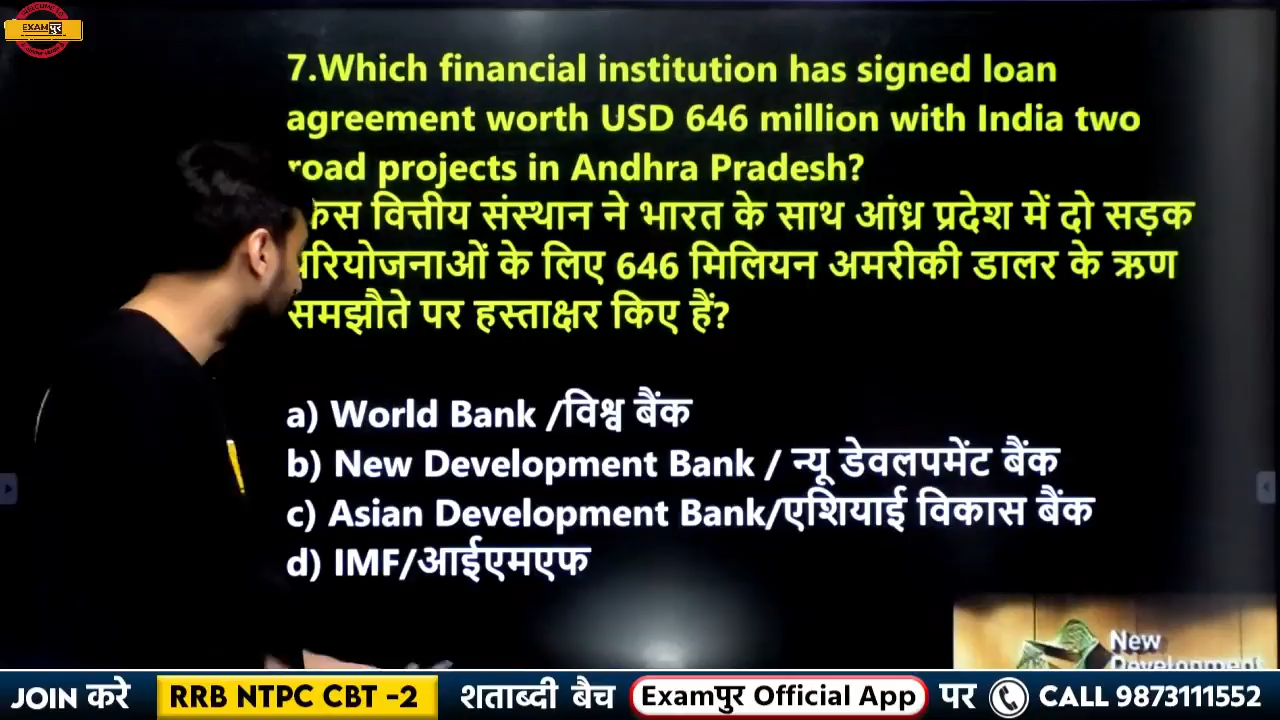 EXAMपुर
7.Which financial institution has signed loan
agreement worth USD 646 million with India two
road projects in Andhra Pradesh?
वित्तीय संस्थान ने भारत के साथ आंध्र प्रदेश में दो सड़क
परियोजनाओं के लिए 646 मिलियन अमरीकी डालर के ऋण
समझौते पर हस्ताक्षर किए हैं?
a) World Bank /विश्व बैंक
b) New Development Bank / न्यू डेवलपमेंट बैंक
c) Asian Development Bank/एशियाई विकास बैंक
d) IMF/आईएमएफ
New
Development
JOIN करे RRB NTPC CBT -2 शताब्दी बैच Examपुर Official App पर CALL 9873111552